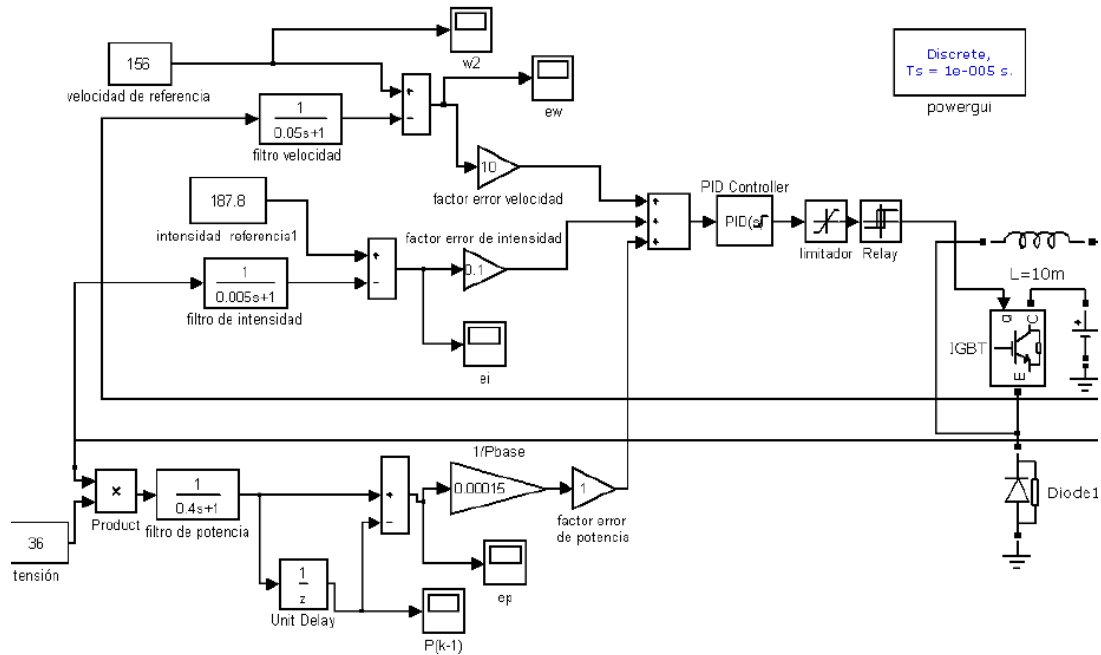 156
velocidad de referencia
w2
ew
Discrete,
Ts = 1e-005 s.
powergui
+
−
1
0.05s+1
filtro velocidad
10
factor error velocidad
187.8
intensidad referencia1
+
−
factor error de intensidad
0.1
1
0.005s+1
filtro de intensidad
ei
+
+
+
PID Controller
PID(s)
limitador
Relay
L=10m
g
C
E
IGBT
+
Diode1
×
Product
36
tensión
1
0.4s+1
filtro de potencia
1
z
Unit Delay
+
−
1/Pbase
0.00015
1
factor error
de potencia
ep
P(k-1)